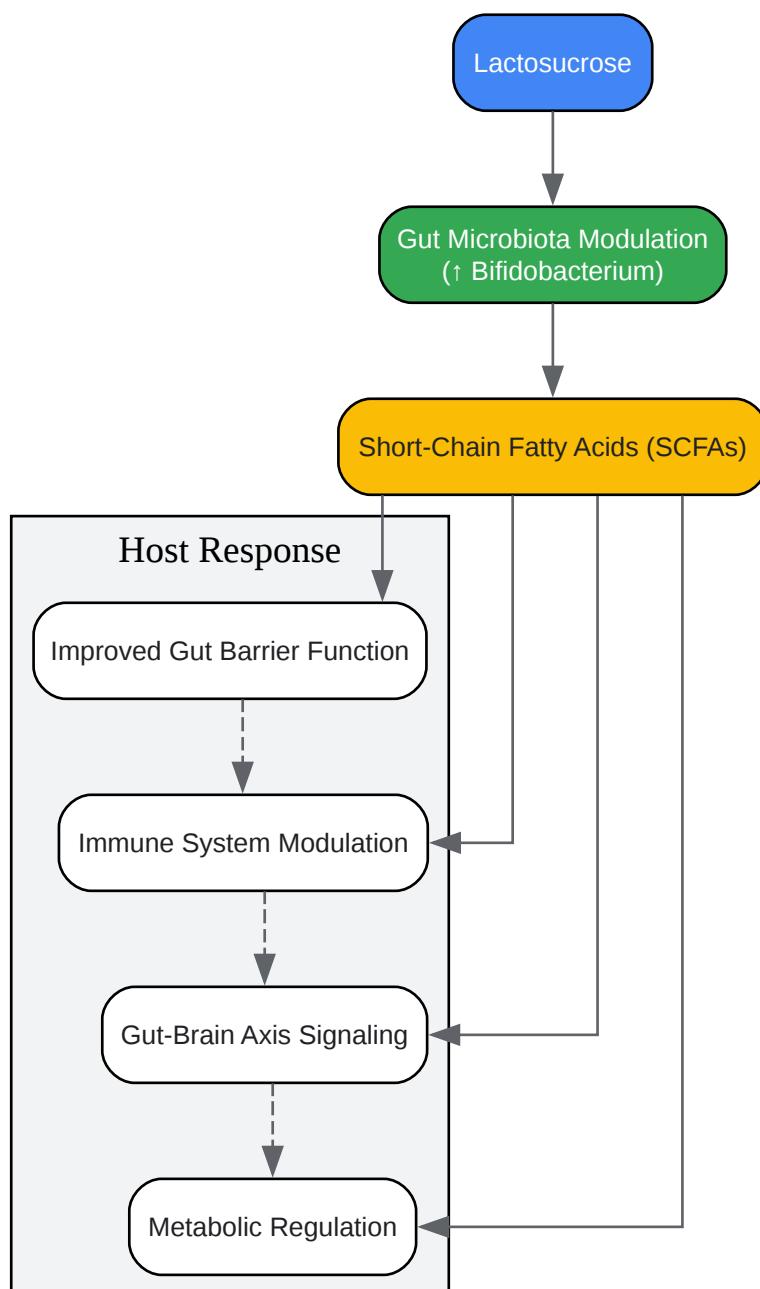 Lactosucrose
Gut Microbiota Modulation
(↑ Bifidobacterium)
Short-Chain Fatty Acids (SCFAs)
Host Response
Improved Gut Barrier Function
Immune System Modulation
Gut-Brain Axis Signaling
Metabolic Regulation